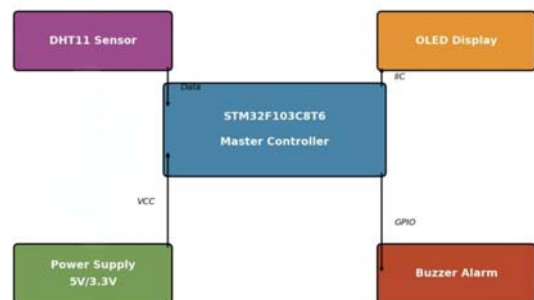 DHT11 Sensor
OLED Display
Data
IIC
STM32F103C8T6
Master Controller
VCC
GPIO
Power Supply
5V/3.3V
Buzzer Alarm